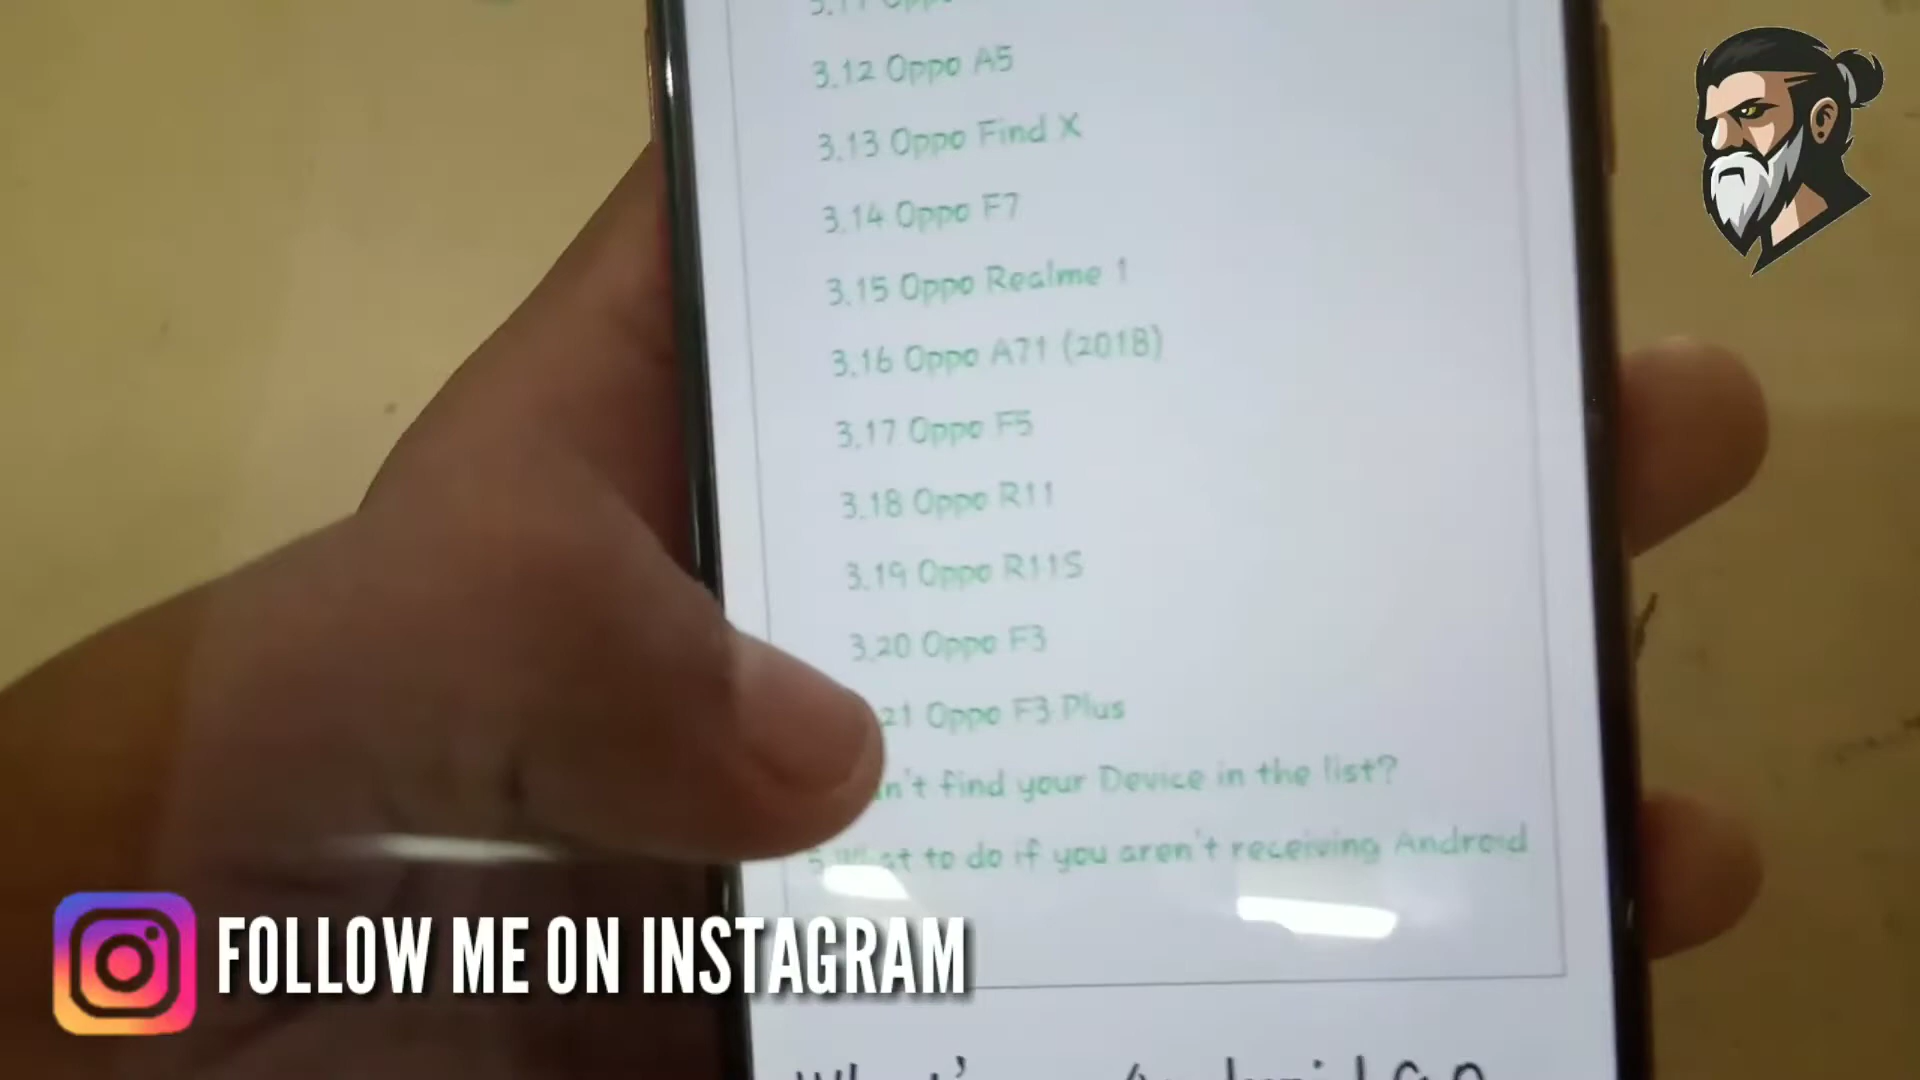 3.12 Oppo A5
3.13 Oppo Find X
3.14 Oppo F7
3.15 Oppo Realme 1
3.16 Oppo A71 (2018)
3.17 Oppo F5
3.18 Oppo R11
3.19 Oppo R11S
3.20 Oppo F3
21 Oppo F3 Plus
n't find your Device in the list?
to do if you aren't receiving Android
FOLLOW ME ON INSTAGRAM